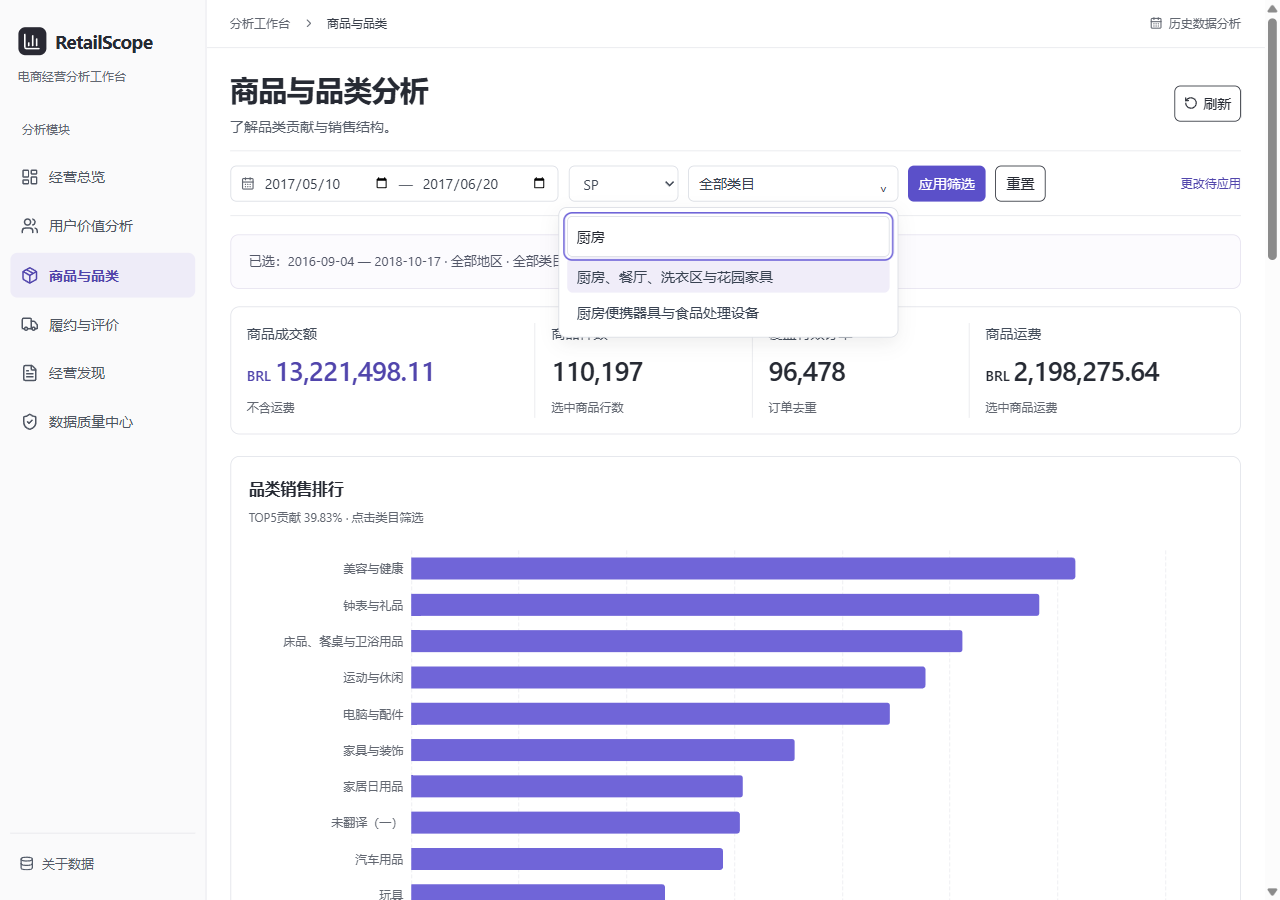 RetailScope
电商经营分析工作台
分析模块
经营总览
用户价值分析
商品与品类
履约与评价
经营发现
数据质量中心
关于数据
分析工作台 > 商品与品类
历史数据分析
商品与品类分析
了解品类贡献与销售结构。
刷新
2017/05/10 — 2017/06/20
SP
全部类目
应用筛选
重置
更改待应用
厨房
厨房、餐厅、洗衣区与花园家具
厨房便携器具与食品处理设备
已选：2016-09-04 — 2018-10-17 · 全部地区 · 全部类目
商品成交额
BRL 13,221,498.11
不含运费
110,197
选中商品行数
96,478
订单去重
商品运费
BRL 2,198,275.64
选中商品运费
品类销售排行
TOP5贡献 39.83% · 点击类目筛选
美容与健康
钟表与礼品
床品、餐桌与卫浴用品
运动与休闲
电脑与配件
家具与装饰
家居日用品
未翻译（一）
汽车用品
玩具